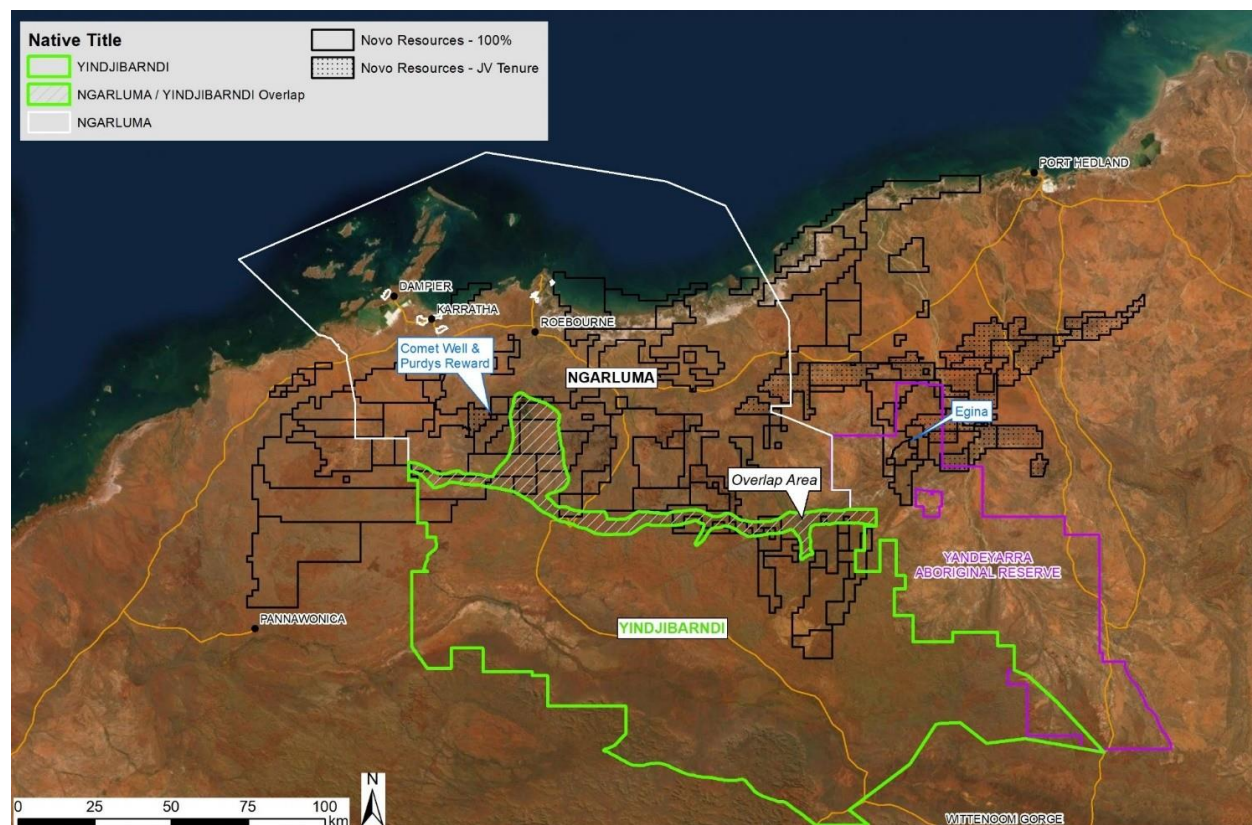 Native Title
YINDJIBARNDI
NGARLUMA / YINDJIBARNDI Overlap
NGARLUMA
Novo Resources - 100%
Novo Resources - JV Tenure
PORT HEDLAND
DAMPIER
KARRATHA
ROEBOURNE
Comet Well &
Purdys Reward
NGARLUMA
Egina
Overlap Area
YANDEYARRA
ABORIGINAL RESERVE
PANNAWONICA
YINDJIBARNDI
N
0 25 50 75 100
km
WITTENOOM GORGE